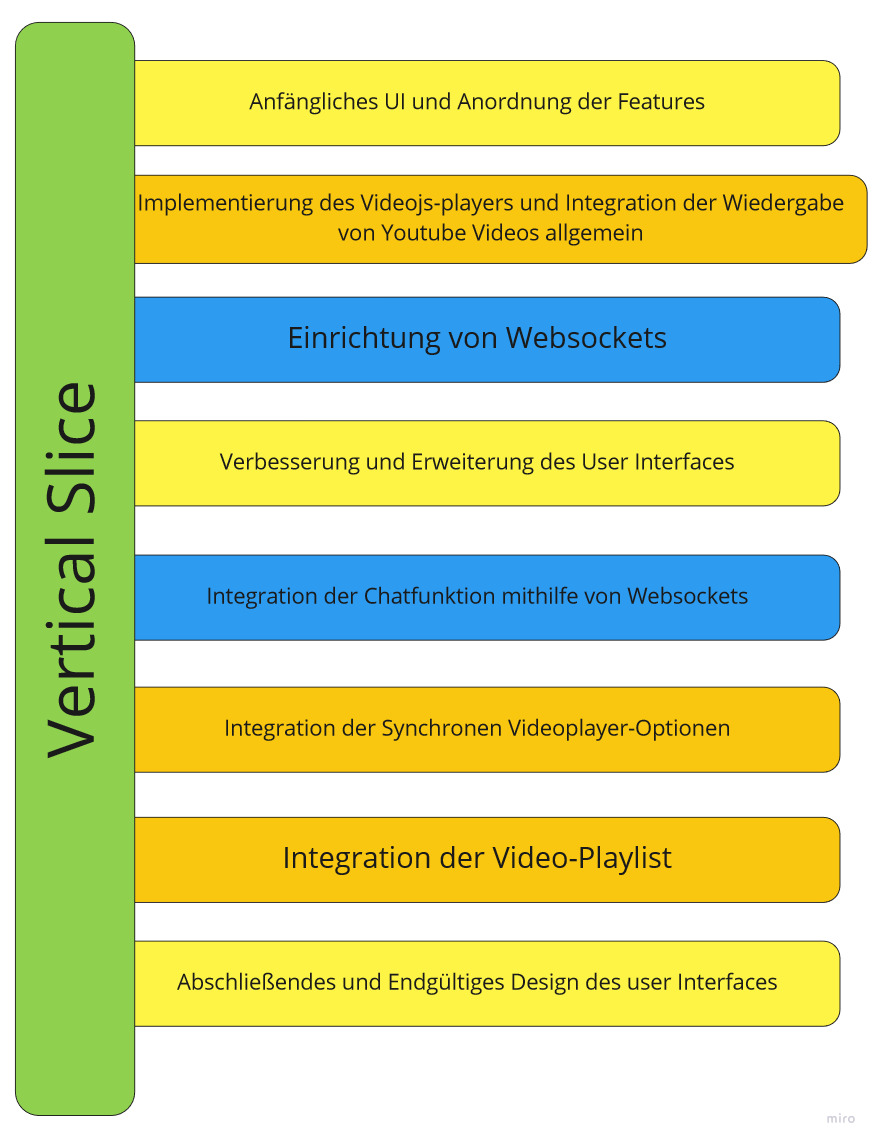 Vertical Slice
Anfängliches UI und Anordnung der Features
Implementierung des Videojs-players und Integration der Wiedergabe
von Youtube Videos allgemein
Einrichtung von Websockets
Verbesserung und Erweiterung des User Interfaces
Integration der Chatfunktion mithilfe von Websockets
Integration der Synchronen Videoplayer-Optionen
Integration der Video-Playlist
Abschließendes und Endgültiges Design des user Interfaces
miro